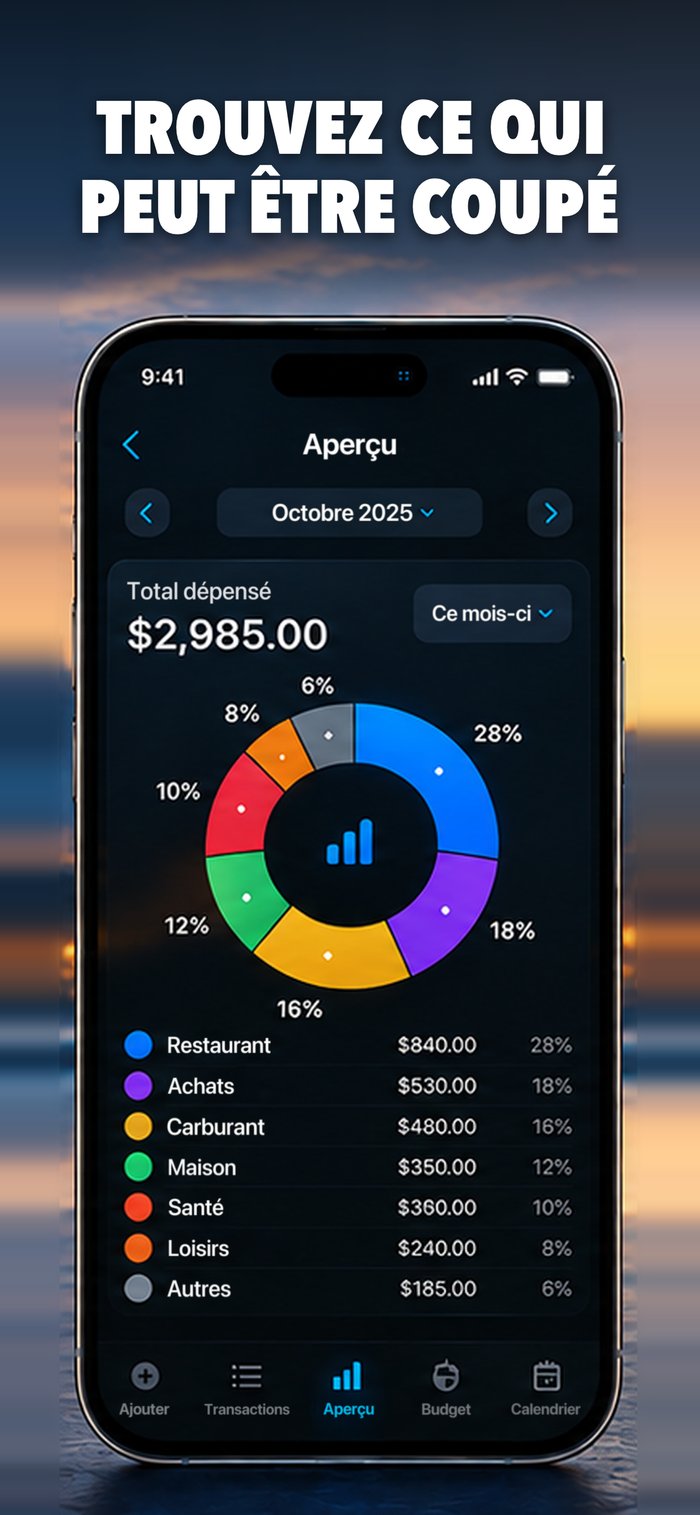 TROUVEZ CE QUI
PEUT ÊTRE COUPÉ
9:41
Aperçu
Octobre 2025
Total dépensé
$2,985.00
Ce mois-ci
6%
8%
28%
10%
12%
18%
16%
Restaurant $840.00 28%
Achats $530.00 18%
Carburant $480.00 16%
Maison $350.00 12%
Santé $360.00 10%
Loisirs $240.00 8%
Autres $185.00 6%
Ajouter Transactions Aperçu Budget Calendrier